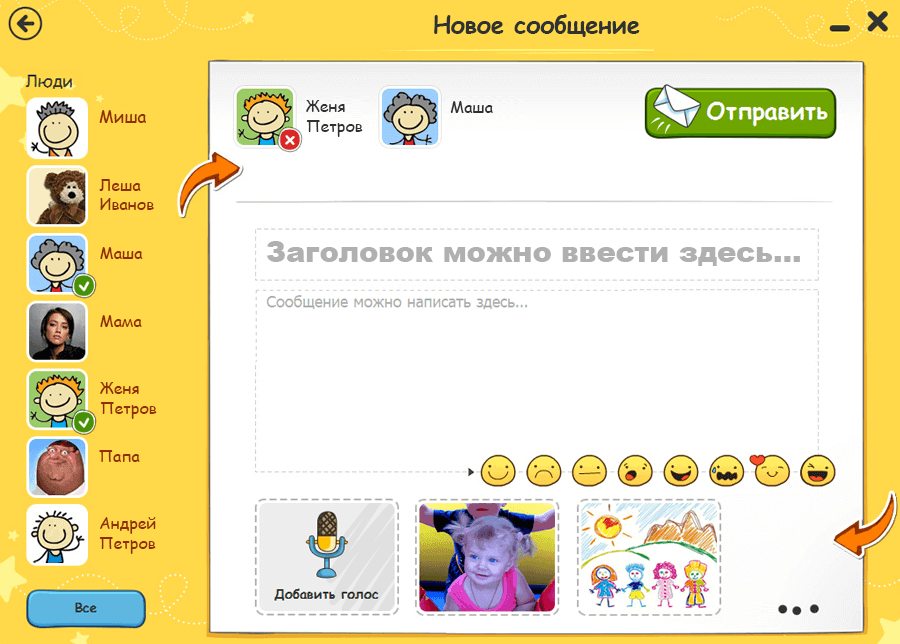 Новое сообщение
Люди
Миша
Леша
Иванов
Маша
Мама
Женя
Петров
Папа
Андрей
Петров
Все
Женя
Петров
Маша
Отправить
Заголовок можно ввести здесь...
Сообщение можно написать здесь...
Добавить голос